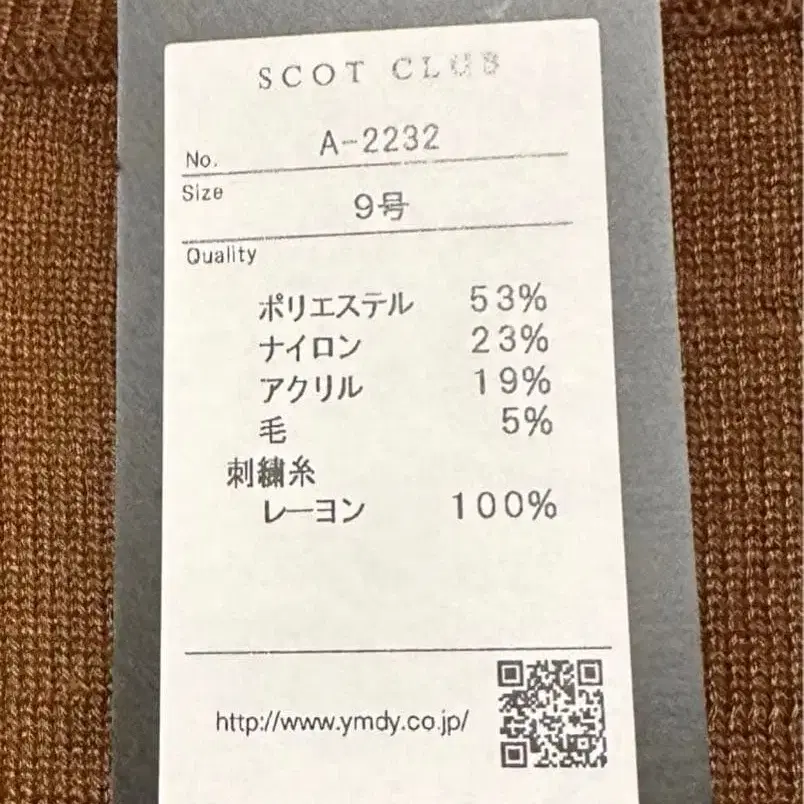 SCOT CLUB
No. A-2232
Size 9号
Quality
ポリエステル 53%
ナイロン 23%
アクリル 19%
毛 5%
刺繍糸
レーヨン 100%
http://www.ymdy.co.jp/